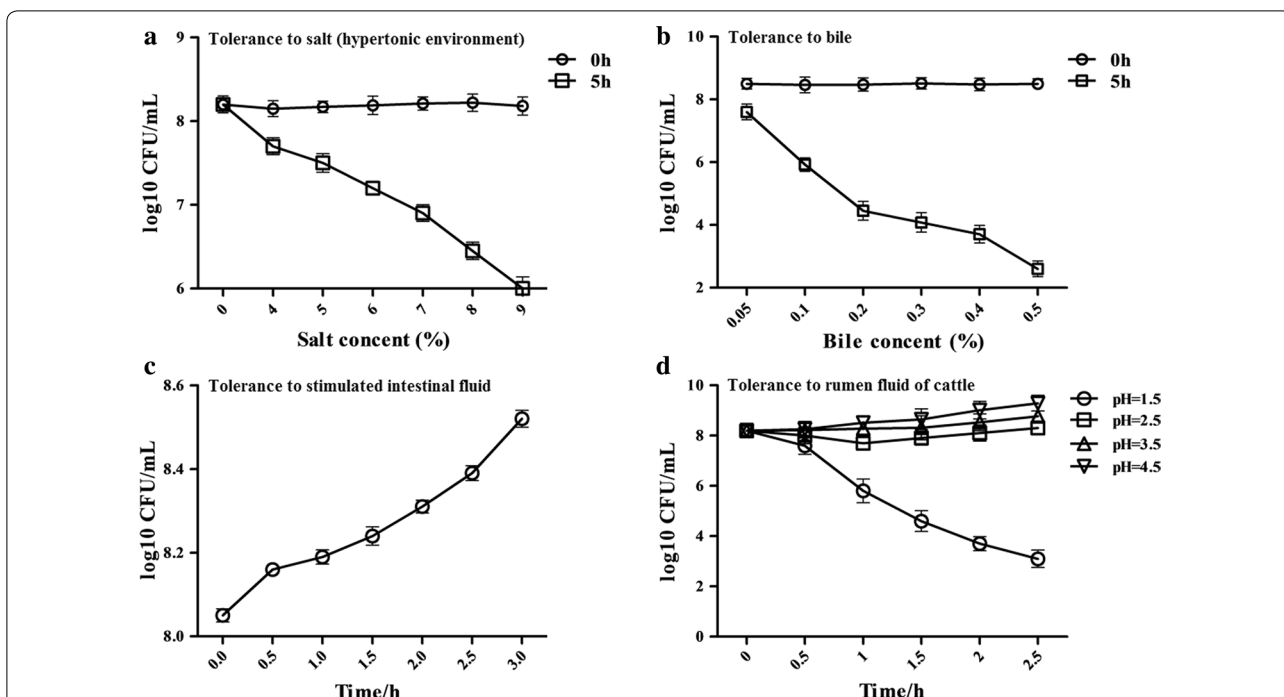 a
Tolerance to salt (hypertonic environment)
0h
5h
9
8
7
6
log10 CFU/mL
0 4 5 6 7 8 9
Salt concent (%)
b
Tolerance to bile
0h
5h
10
8
6
4
2
log10 CFU/mL
0.05 0.1 0.2 0.3 0.4 0.5
Bile concent (%)
c
Tolerance to stimulated intestinal fluid
8.6
8.4
8.2
8.0
log10 CFU/mL
0.0 0.5 1.0 1.5 2.0 2.5 3.0
Time/h
d
Tolerance to rumen fluid of cattle
pH=1.5
pH=2.5
pH=3.5
pH=4.5
10
8
6
4
2
0
log10 CFU/mL
0 0.5 1 1.5 2 2.5
Time/h